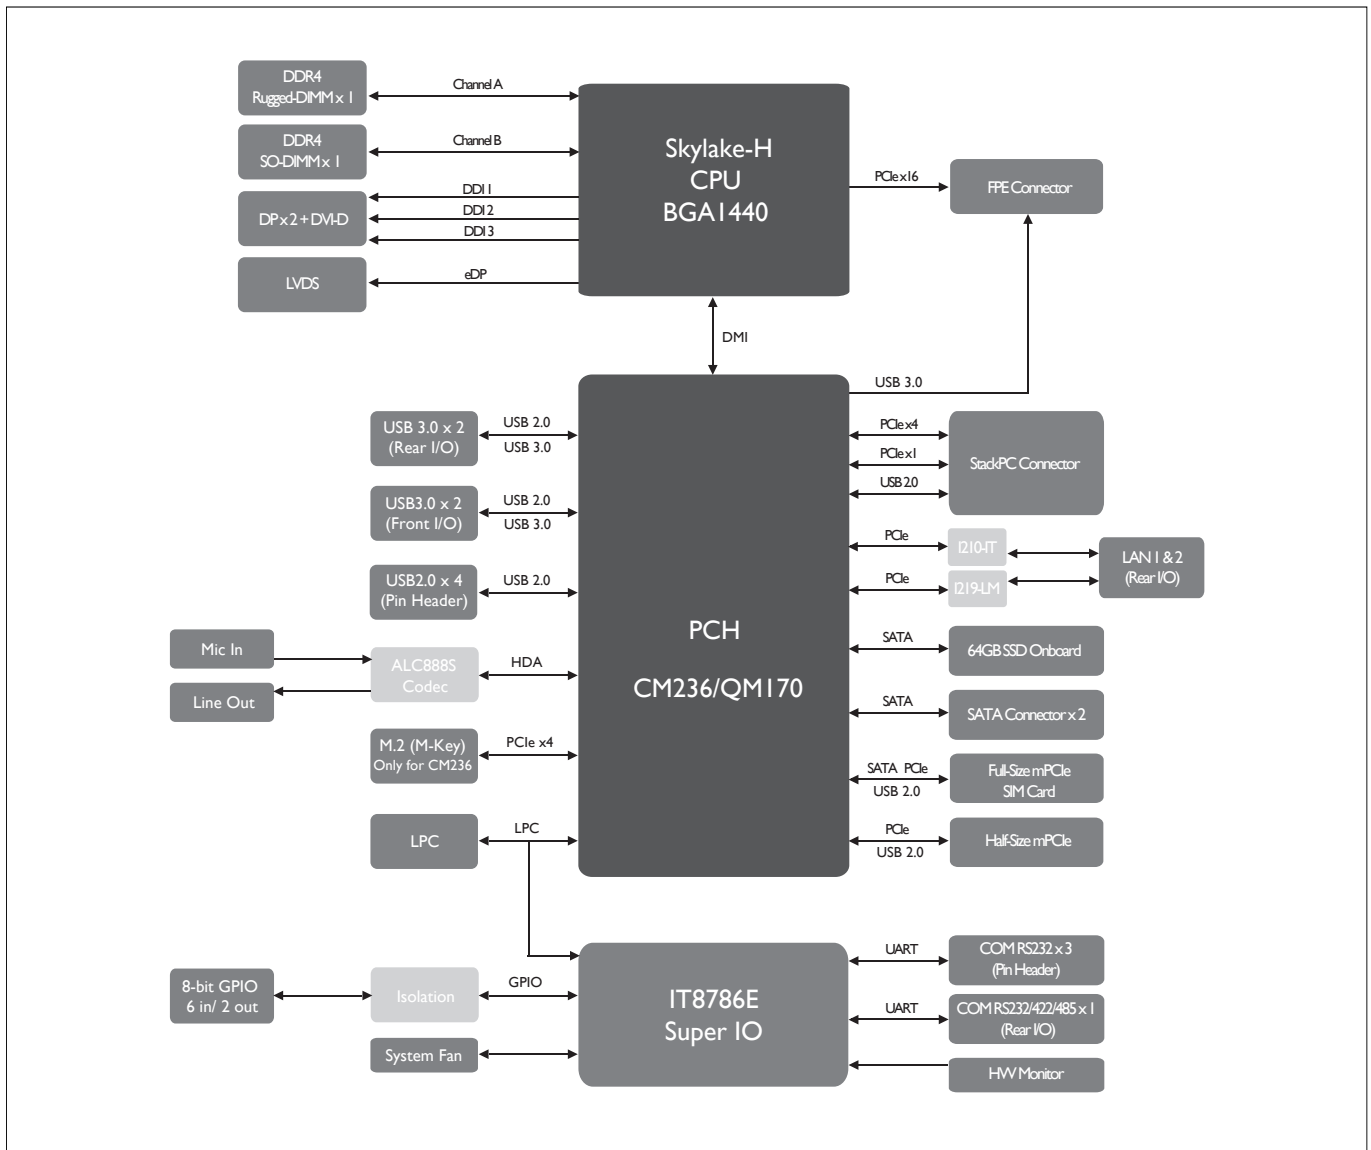 DDR4
Rugged-DIMM x 1
Channel A
DDR4
SO-DIMM x 1
Channel B
DP x 2 + DVI-D
DDI 1
DDI 2
DDI 3
LVDS
eDP
Skylake-H
CPU
BGA1440
PCIe x16
FPE Connector
DMI
USB 3.0
USB 3.0 x 2
(Rear I/O)
USB 2.0
USB 3.0
USB3.0 x 2
(Front I/O)
USB 2.0
USB 3.0
USB2.0 x 4
(Pin Header)
USB 2.0
Mic In
Line Out
ALC888S
Codec
HDA
M.2 (M-Key)
Only for CM236
PCIe x4
LPC
LPC
PCH
CM236/QM170
PCIe x4
PCIe x1
USB 2.0
StackPC Connector
PCIe
I210-IT
PCIe
I219-LM
LAN 1 & 2
(Rear I/O)
SATA
64GB SSD Onboard
SATA
SATA Connector x 2
SATA PCIe
USB 2.0
Full-Size mPCIe
SIM Card
PCIe
USB 2.0
Half-Size mPCIe
8-bit GPIO
6 in/ 2 out
Isolation
GPIO
System Fan
IT8786E
Super IO
UART
COM RS232 x 3
(Pin Header)
UART
COM RS232/422/485 x 1
(Rear I/O)
HW Monitor